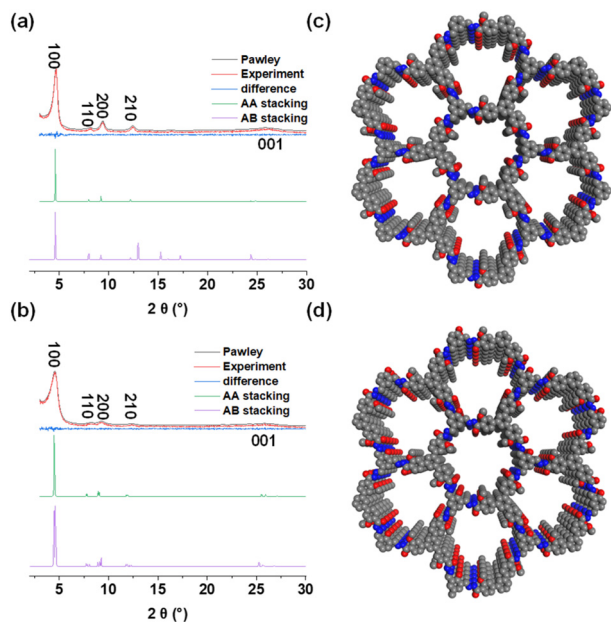 (a)
100
110
200
210
001
Pawley
Experiment
difference
AA stacking
AB stacking
5 10 15 20 25 30
2 θ (°)
(b)
100
110
200
210
001
Pawley
Experiment
difference
AA stacking
AB stacking
5 10 15 20 25 30
2 θ (°)
(c)
(d)